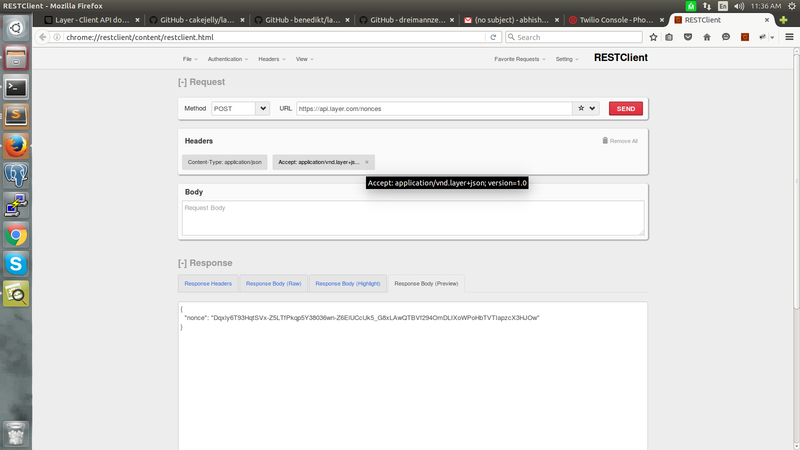 RESTClient - Mozilla Firefox
En
11:36 AM
Layer - Client API do...
GitHub - cakejelly/la...
GitHub - benedikt/la...
GitHub - dreimannze...
(no subject) - abhish...
Twilio Console - Pho...
RESTClient
chrome://restclient/content/restclient.html
Search
File
Authentication
Headers
View
Favorite Requests
Setting
RESTClient
[-] Request
Method
POST
URL
https://api.layer.com/nonces
SEND
Headers
Remove All
Content-Type: application/json
Accept: application/vnd.layer+js...
Accept: application/vnd.layer+json; version=1.0
Body
Request Body
[-] Response
Response Headers
Response Body (Raw)
Response Body (Highlight)
Response Body (Preview)
{
"nonce":
}